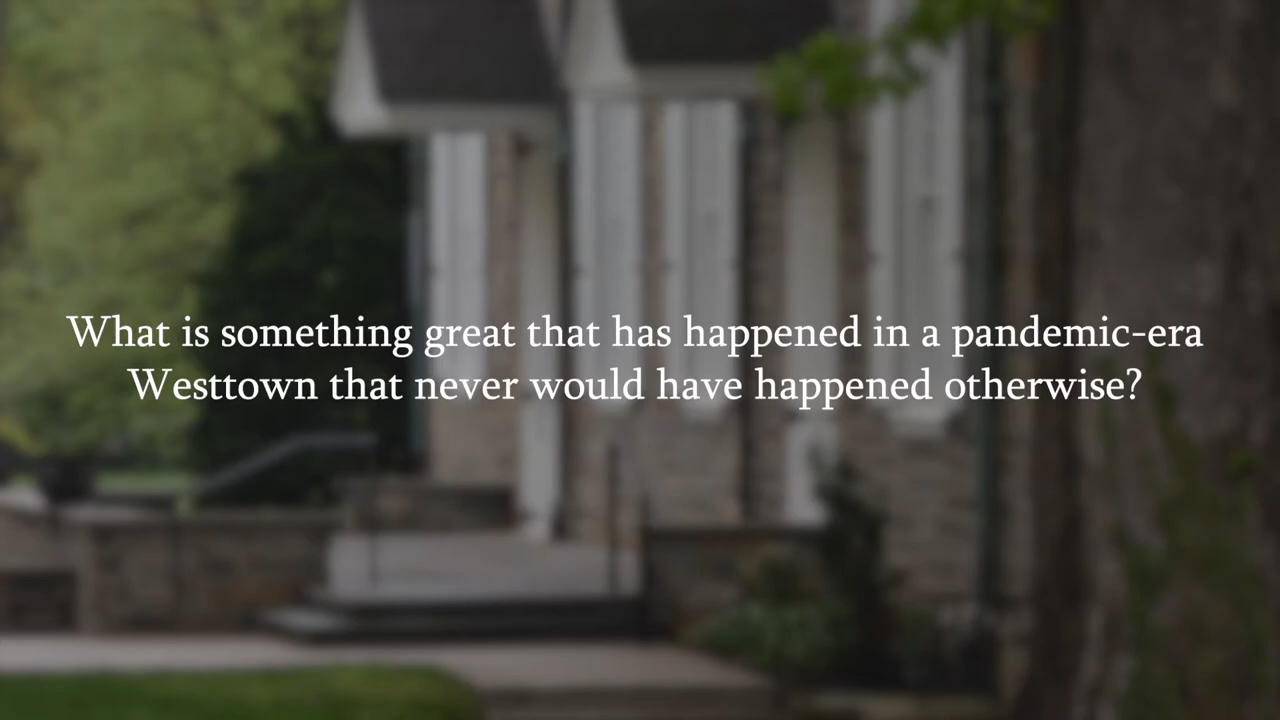 What is something great that has happened in a pandemic-era
Westtown that never would have happened otherwise?